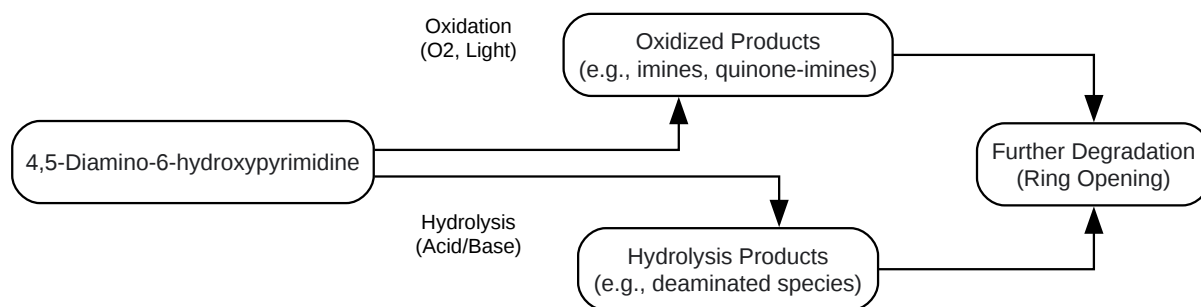 Oxidation
(O2, Light)
Oxidized Products
(e.g., imines, quinone-imines)
4,5-Diamino-6-hydroxypyrimidine
Further Degradation
(Ring Opening)
Hydrolysis
(Acid/Base)
Hydrolysis Products
(e.g., deaminated species)